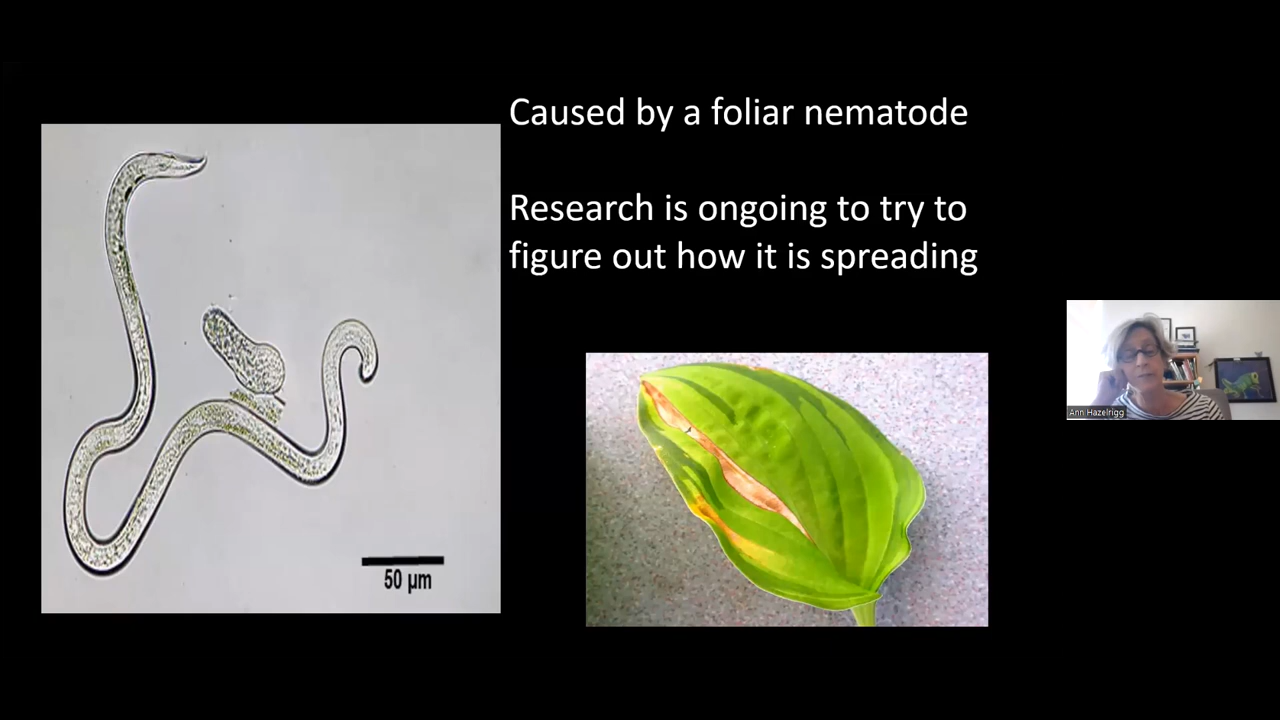 Caused by a foliar nematode
Research is ongoing to try to
figure out how it is spreading
50 µm
Ann Hazelrigg